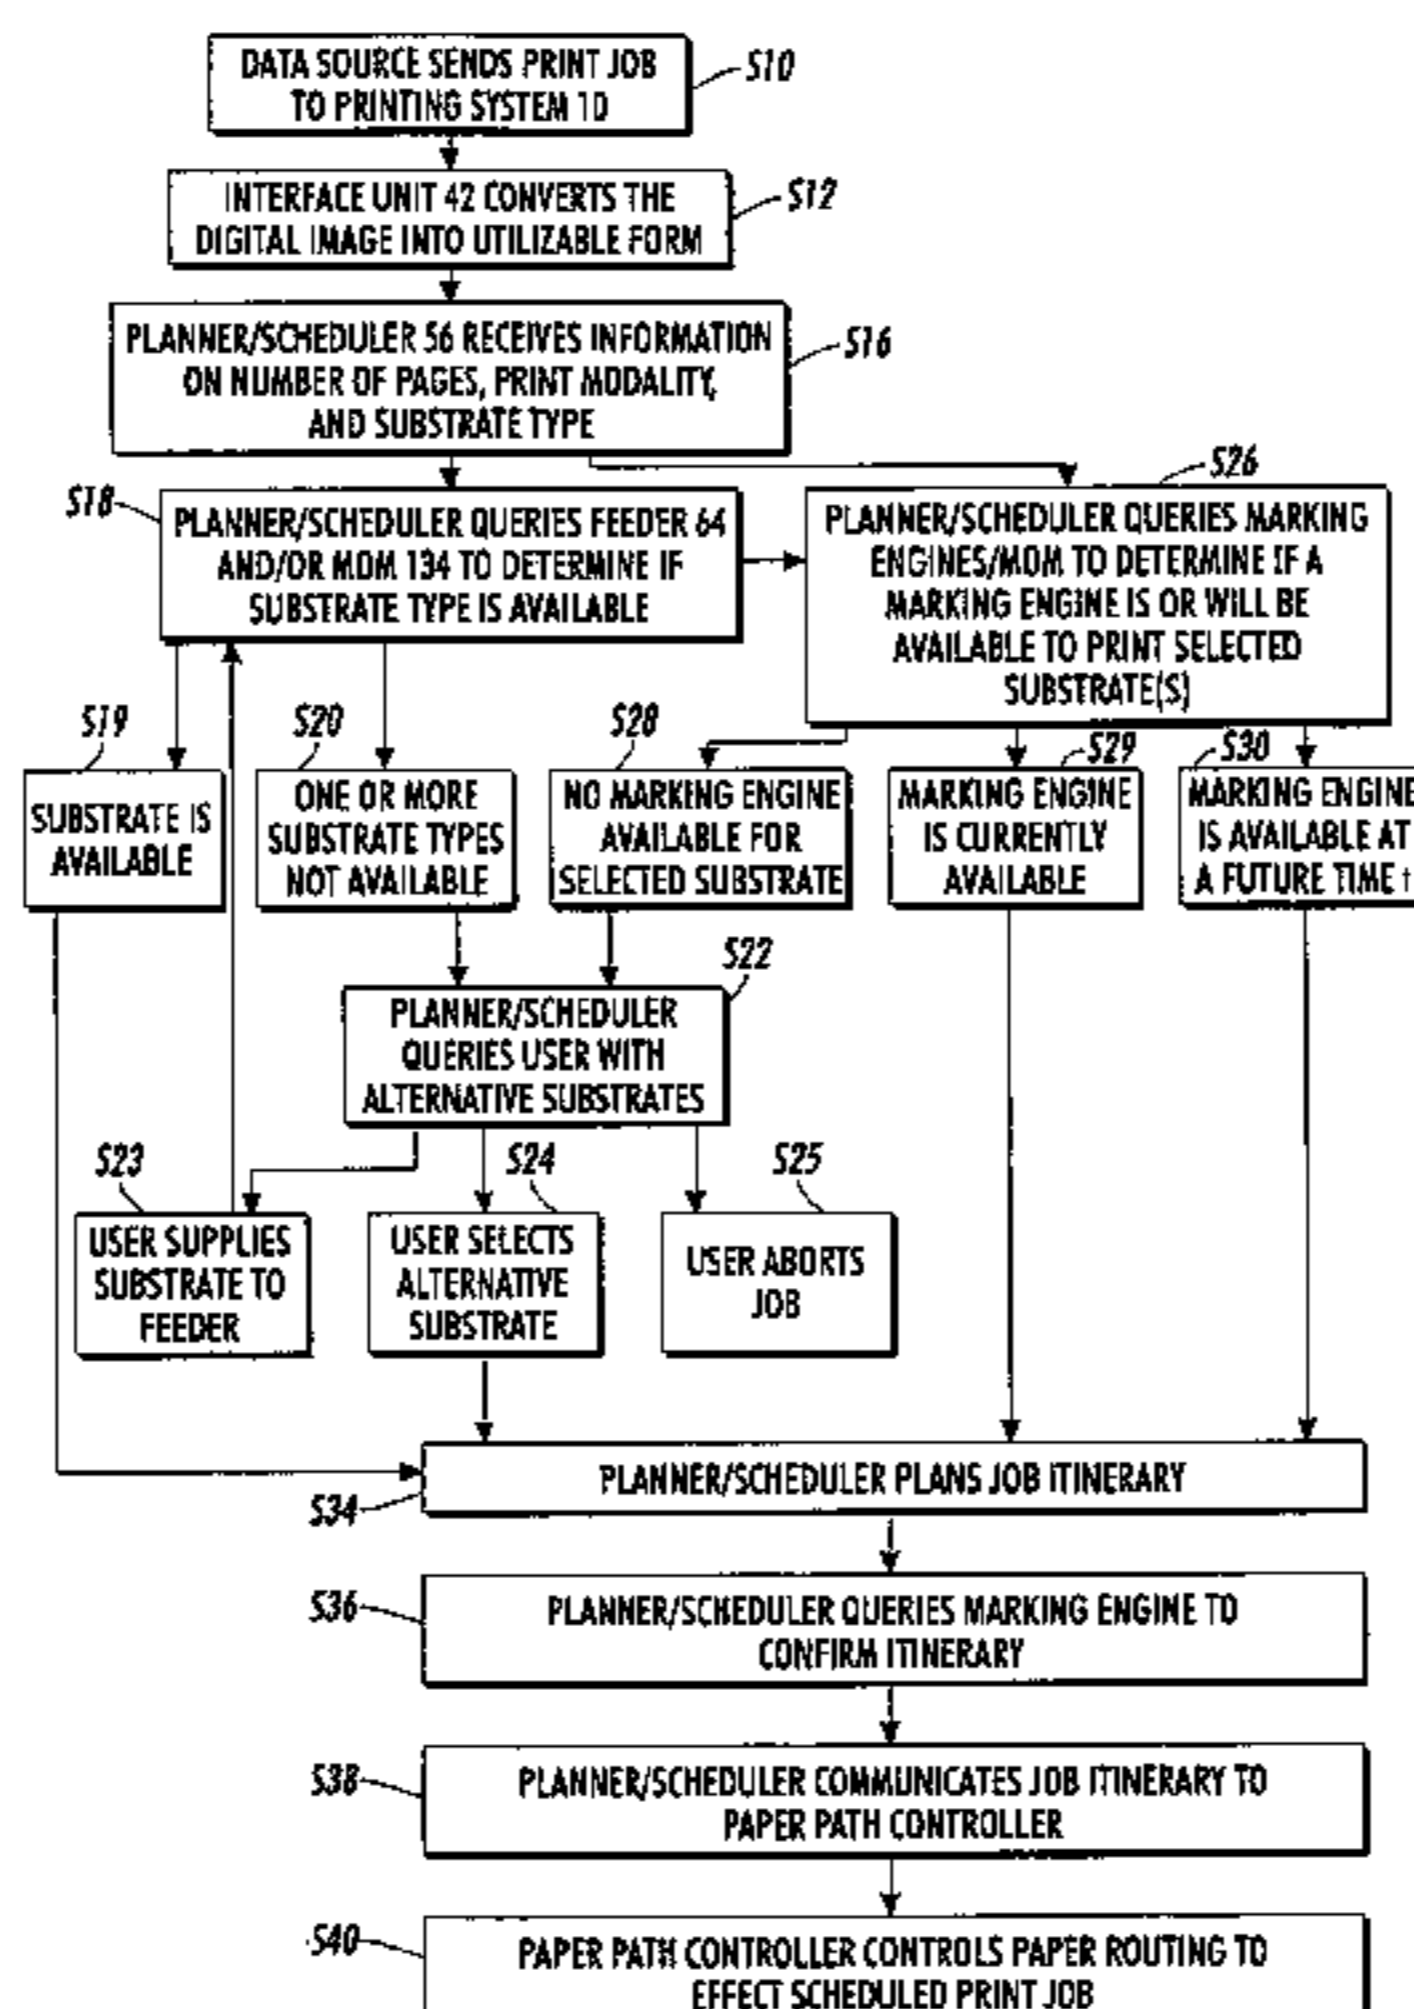 DATA SOURCE SENDS PRINT JOB
TO PRINTING SYSTEM 10
S10
INTERFACE UNIT 42 CONVERTS THE
DIGITAL IMAGE INTO UTILIZABLE FORM
S12
PLANNER/SCHEDULER 56 RECEIVES INFORMATION
ON NUMBER OF PAGES, PRINT MODALITY,
AND SUBSTRATE TYPE
S16
S18
PLANNER/SCHEDULER QUERIES FEEDER 64
AND/OR MOM 134 TO DETERMINE IF
SUBSTRATE TYPE IS AVAILABLE
S26
PLANNER/SCHEDULER QUERIES MARKING
ENGINES/MOM TO DETERMINE IF A
MARKING ENGINE IS OR WILL BE
AVAILABLE TO PRINT SELECTED
SUBSTRATE(S)
S19
SUBSTRATE IS
AVAILABLE
S20
ONE OR MORE
SUBSTRATE TYPES
NOT AVAILABLE
S28
NO MARKING ENGINE
AVAILABLE FOR
SELECTED SUBSTRATE
S29
MARKING ENGINE
IS CURRENTLY
AVAILABLE
S30
MARKING ENGINE
IS AVAILABLE AT
A FUTURE TIME t
S22
PLANNER/SCHEDULER
QUERIES USER WITH
ALTERNATIVE SUBSTRATES
S23
USER SUPPLIES
SUBSTRATE TO
FEEDER
S24
USER SELECTS
ALTERNATIVE
SUBSTRATE
S25
USER ABORTS
JOB
PLANNER/SCHEDULER PLANS JOB ITINERARY
S34
S36
PLANNER/SCHEDULER QUERIES MARKING ENGINE TO
CONFIRM ITINERARY
S38
PLANNER/SCHEDULER COMMUNICATES JOB ITINERARY TO
PAPER PATH CONTROLLER
S40
PAPER PATH CONTROLLER CONTROLS PAPER ROUTING TO
EFFECT SCHEDULED PRINT JOB